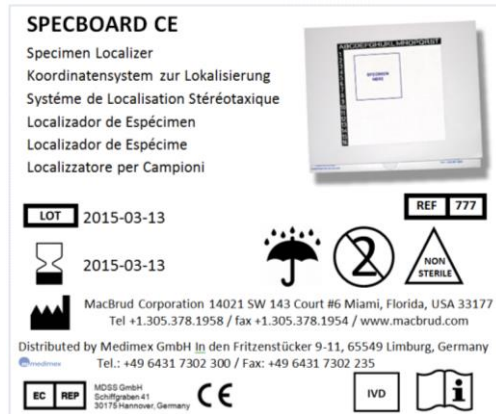 SPECBOARD CE
Specimen Localizer
Koordinatensystem zur Lokalisierung
Systéme de Localisation Stéréotaxique
Localizador de Espécimen
Localizador de Espécime
Localizzatore per Campioni
SPECIMEN
HERE
LOT 2015-03-13
REF 777
2015-03-13
2
NON
STERILE
MacBrud Corporation 14021 SW 143 Court #6 Miami, Florida, USA 33177
Tel +1.305.378.1958 / fax +1.305.378.1954 / www.macbrud.com
Distributed by Medimex GmbH In den Fritzenstücker 9-11, 65549 Limburg, Germany
medimex Tel.: +49 6431 7302 300 / Fax: +49 6431 7302 235
EC REP
MDSS GmbH
Schiffgraben 41
30175 Hannover, Germany
CE
IVD
i